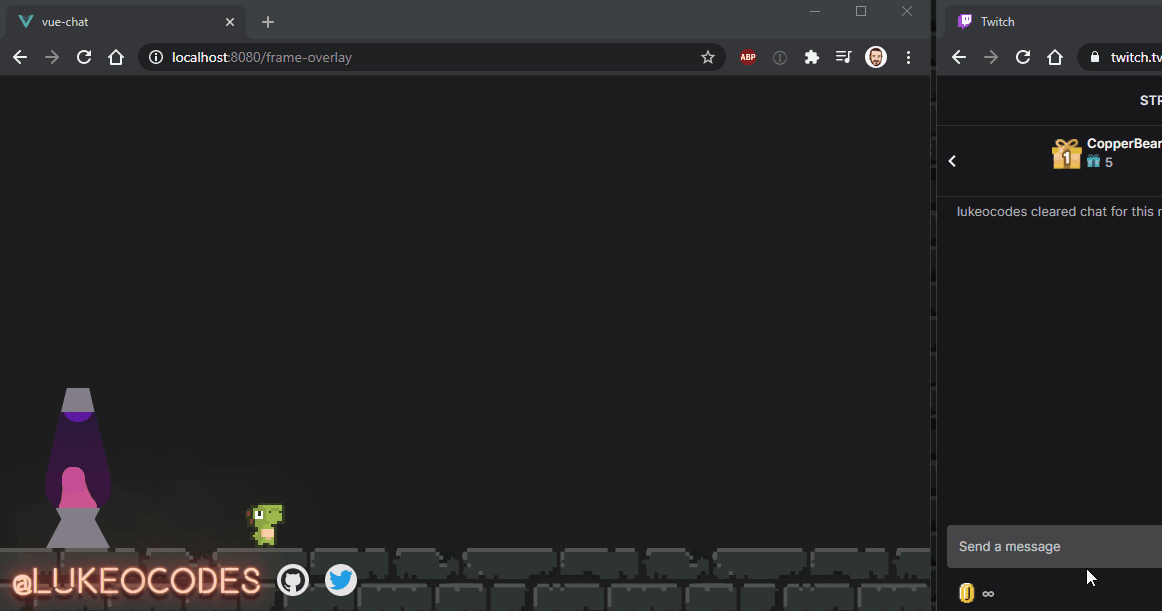 vue-chat
localhost:8080/frame-overlay
ABP
@LUKEOCODES
Twitch
twitch.tv
STR
1
CopperBear
5
lukeocodes cleared chat for this
Send a message
∞